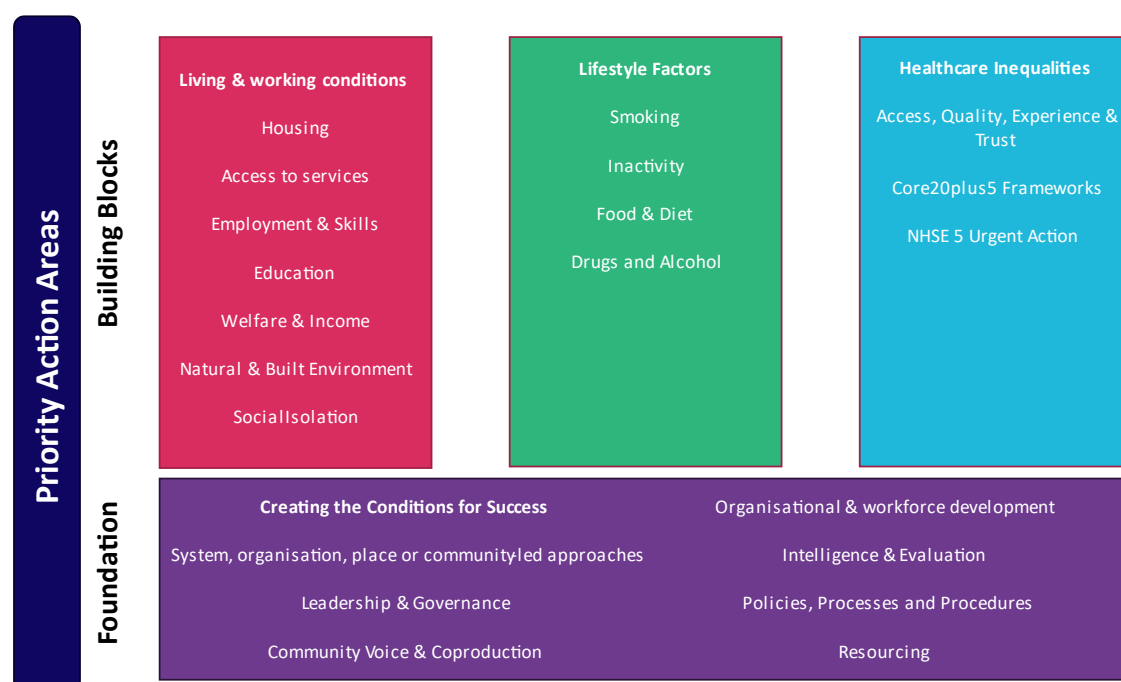 Priority Action Areas
Building Blocks
Living & working conditions
Housing
Access to services
Employment & Skills
Education
Welfare & Income
Natural & Built Environment
Social Isolation
Lifestyle Factors
Smoking
Inactivity
Food & Diet
Drugs and Alcohol
Healthcare Inequalities
Access, Quality, Experience &
Trust
Core20plus5 Frameworks
NHSE 5 Urgent Action
Foundation
Creating the Conditions for Success
System, organisation, place or community-led approaches
Leadership & Governance
Community Voice & Coproduction
Organisational & workforce development
Intelligence & Evaluation
Policies, Processes and Procedures
Resourcing